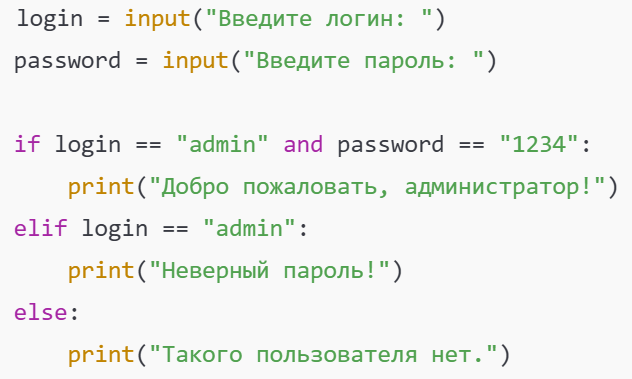 login = input("Введите логин: ")
password = input("Введите пароль: ")

if login == "admin" and password == "1234":
    print("Добро пожаловать, администратор!")
elif login == "admin":
    print("Неверный пароль!")
else:
    print("Такого пользователя нет.")